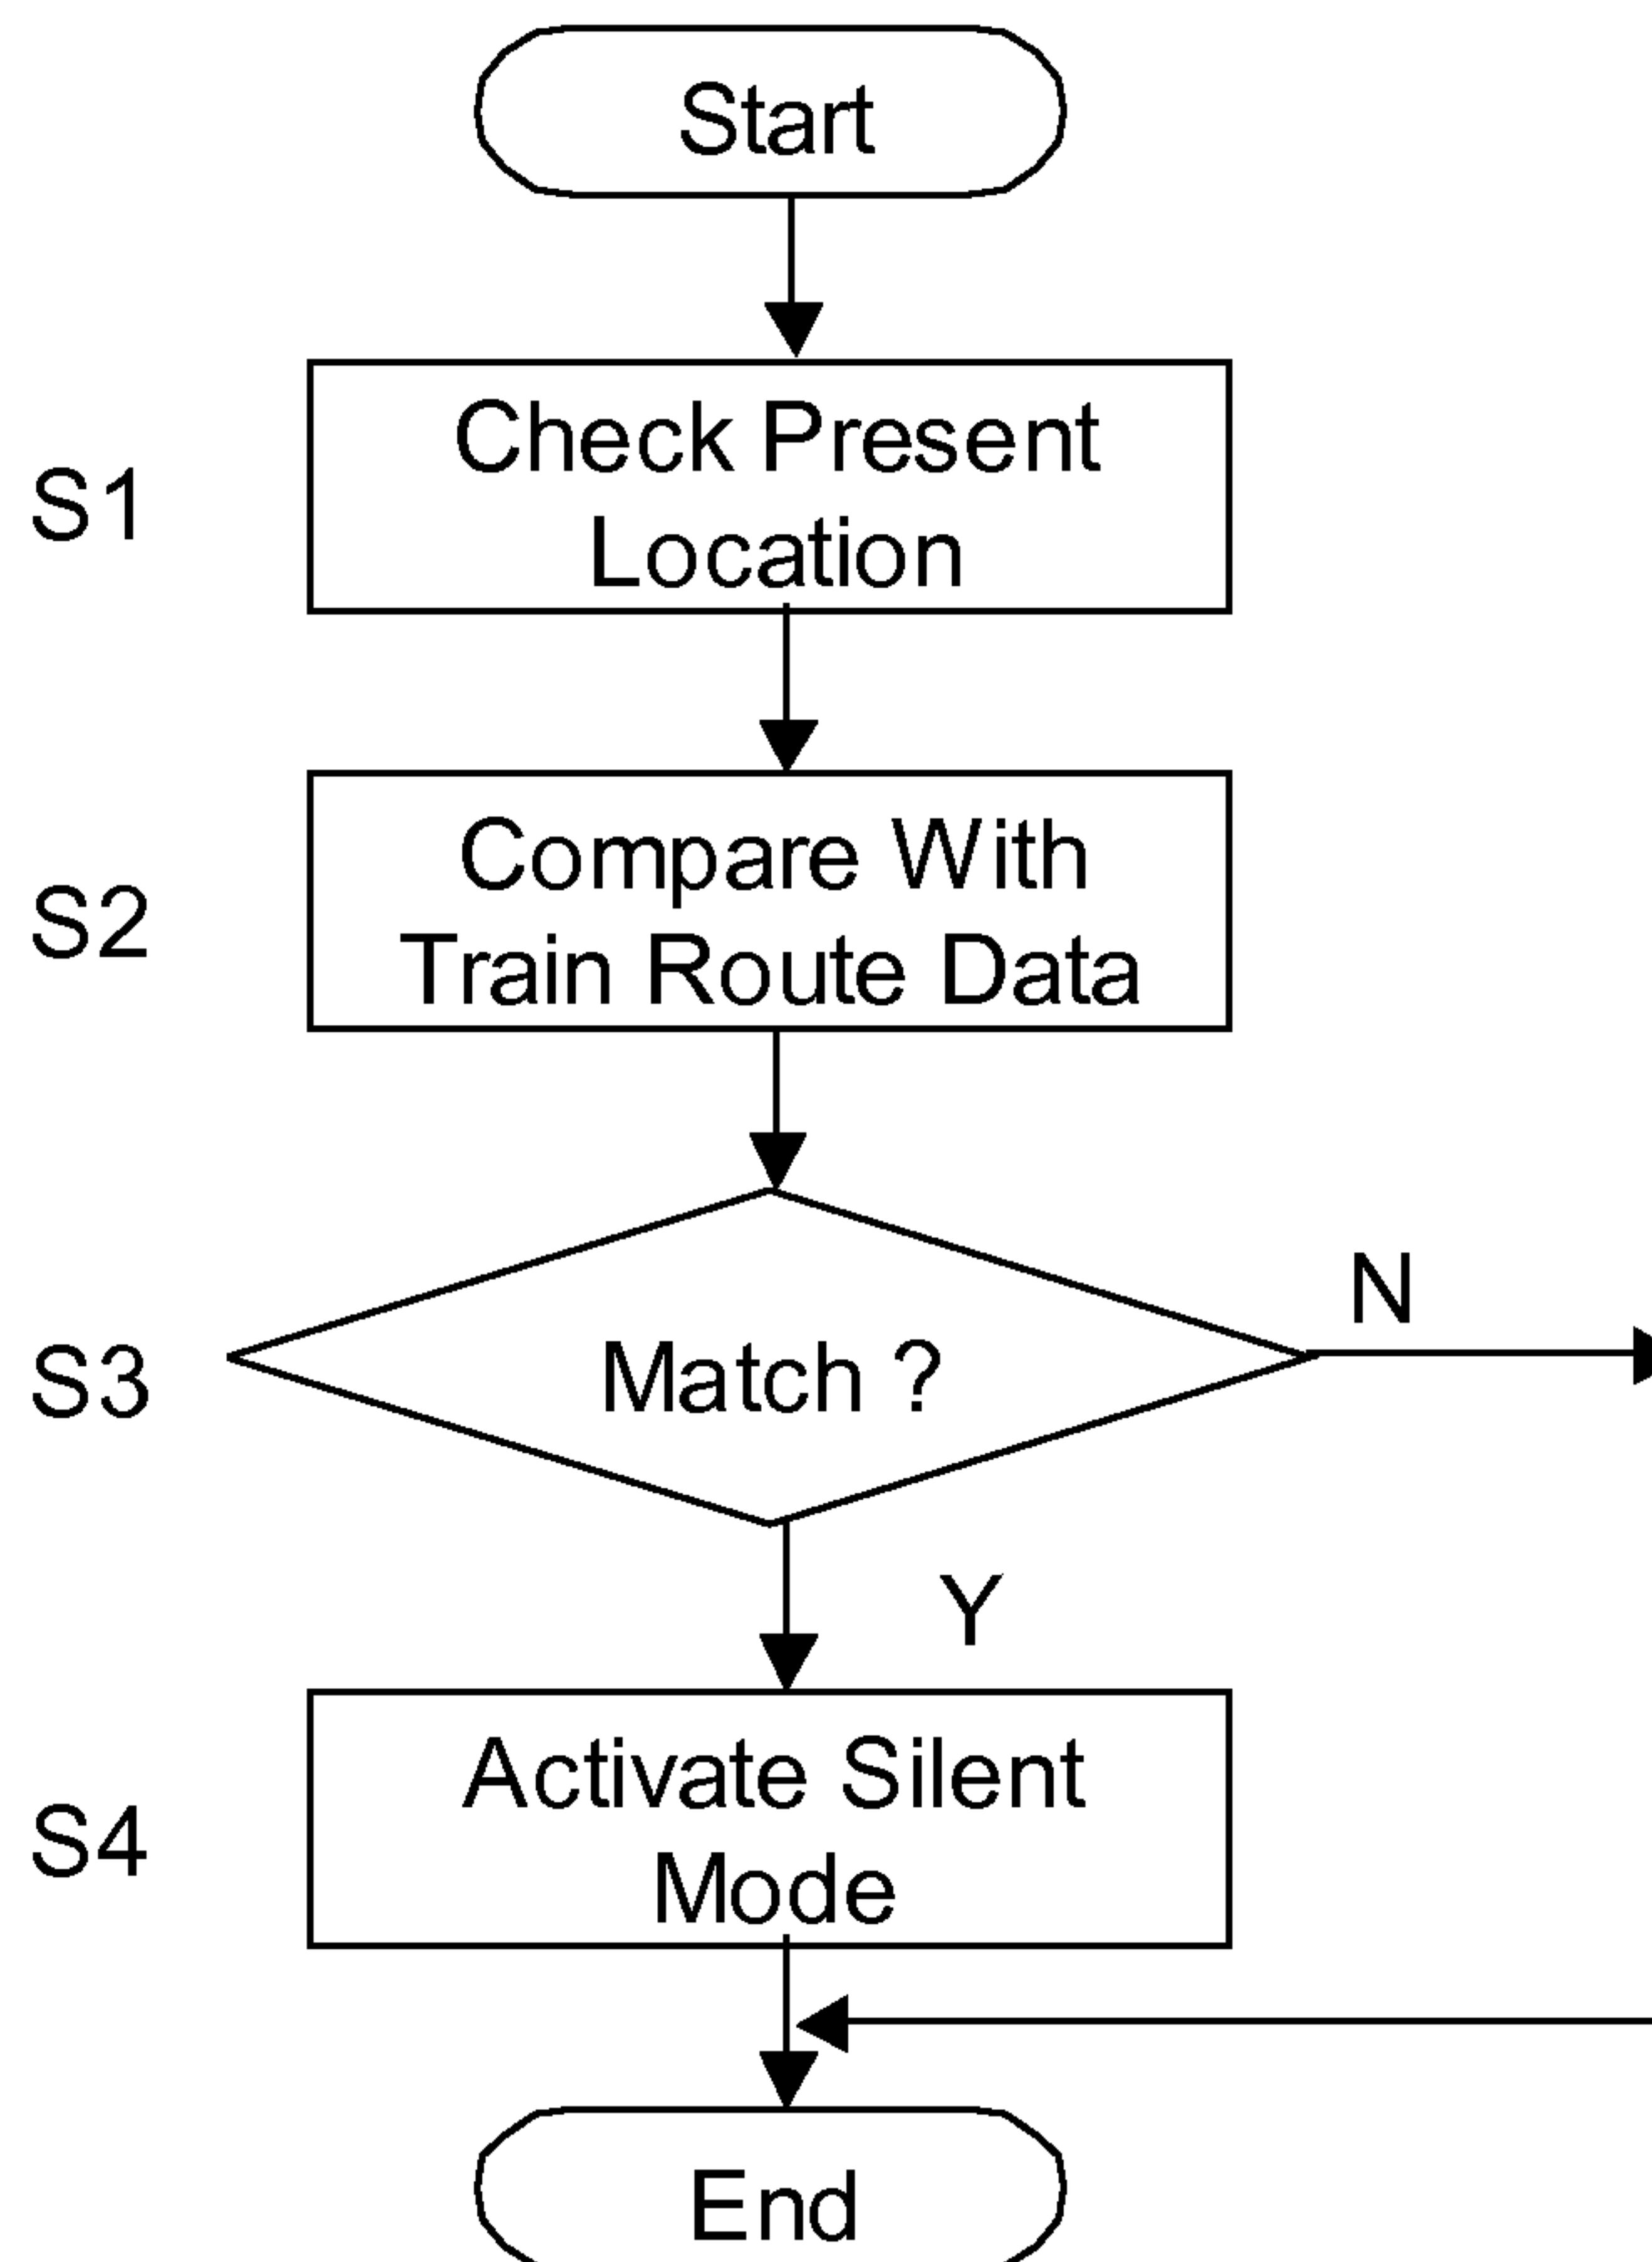 Start
S1
Check Present
Location
S2
Compare With
Train Route Data
S3
Match ?
N
Y
S4
Activate Silent
Mode
End